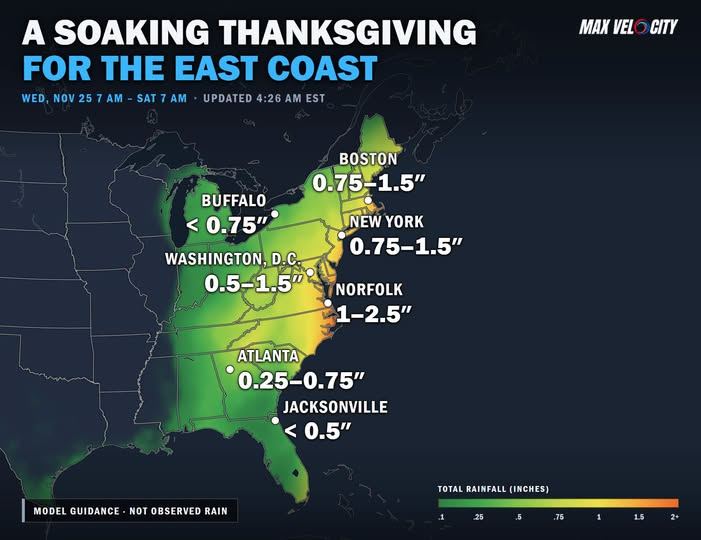 A SOAKING THANKSGIVING
FOR THE EAST COAST
WED, NOV 25 7 AM – SAT 7 AM · UPDATED 4:26 AM EST
MAX VELOCITY
BOSTON
0.75–1.5″
BUFFALO
< 0.75″
NEW YORK
0.75–1.5″
WASHINGTON, D.C.
0.5–1.5″
NORFOLK
1–2.5″
ATLANTA
0.25–0.75″
JACKSONVILLE
< 0.5″
MODEL GUIDANCE · NOT OBSERVED RAIN
TOTAL RAINFALL (INCHES)
.1 .25 .5 .75 1 1.5 2+